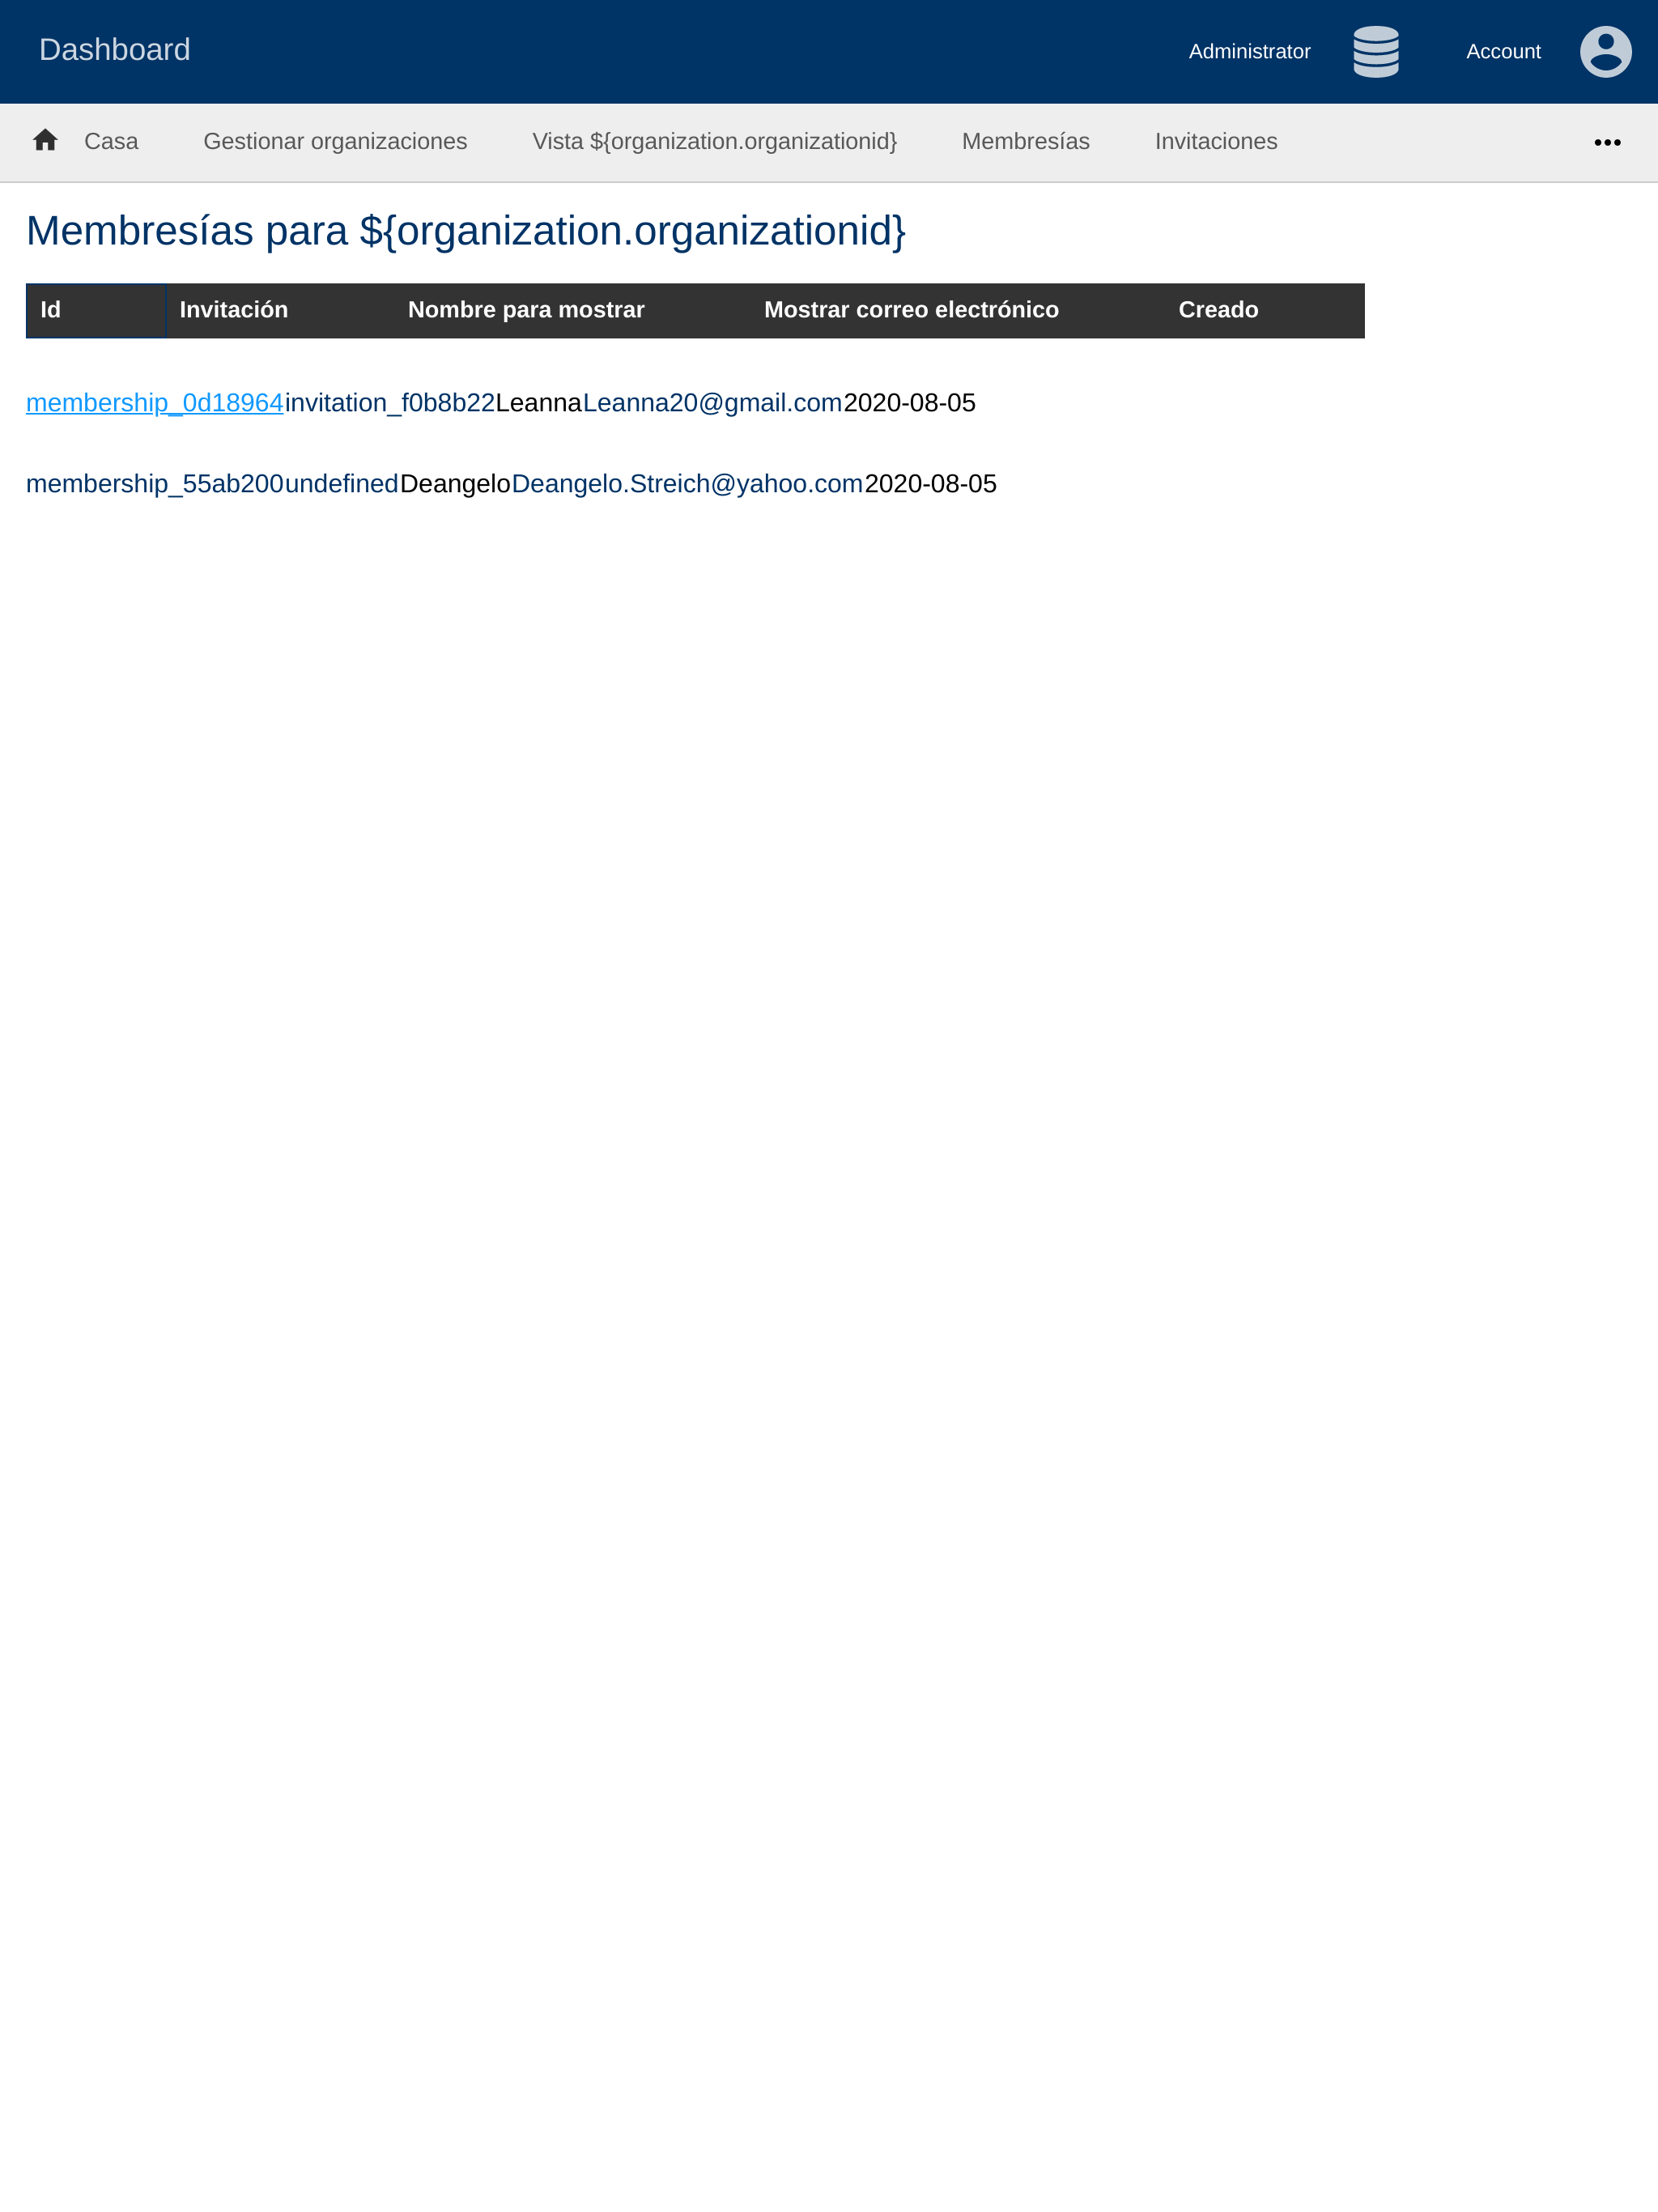 Dashboard Administrator Account
Casa Gestionar organizaciones Vista ${organization.organizationid} Membresías Invitaciones
Membresías para ${organization.organizationid}
Id Invitación Nombre para mostrar Mostrar correo electrónico Creado
membership_0d18964invitation_f0b8b22LeannaLeanna20@gmail.com2020-08-05
membership_55ab200undefinedDeangeloDeangelo.Streich@yahoo.com2020-08-05